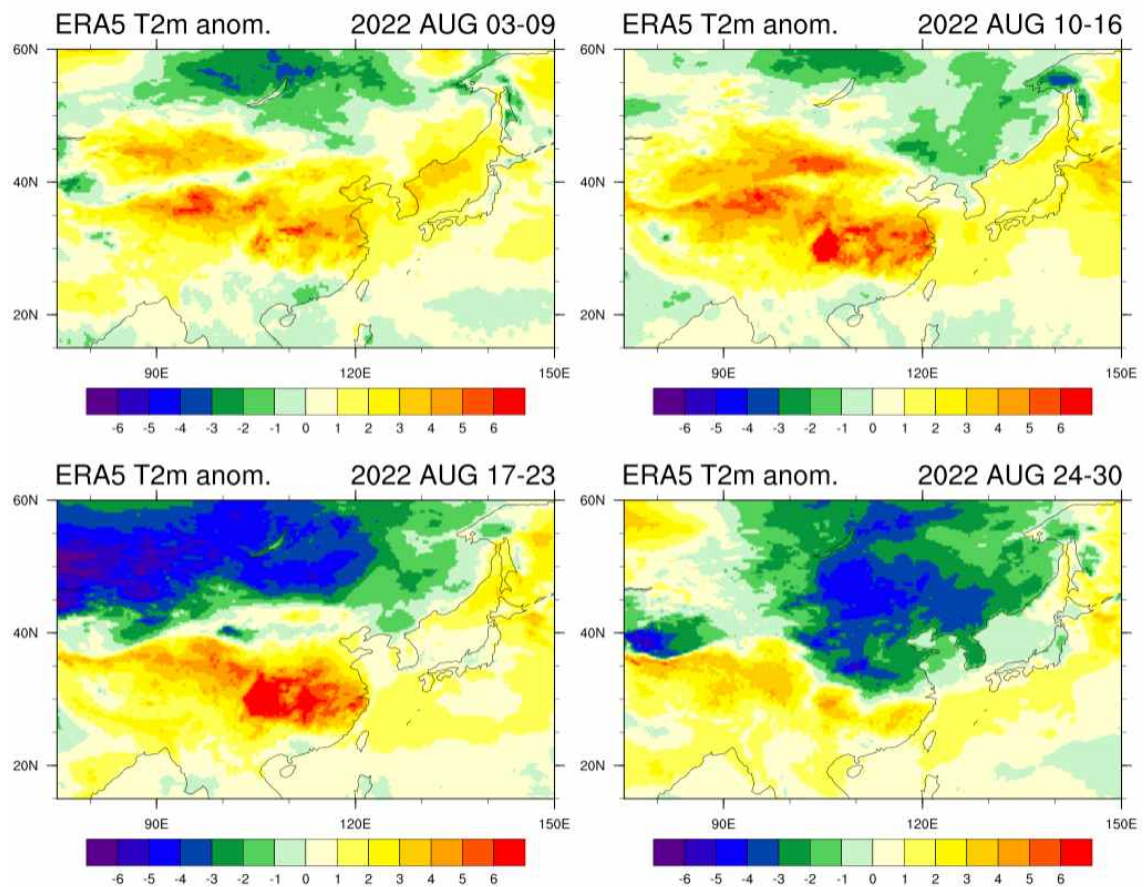 ERA5 T2m anom. 2022 AUG 03-09
60N
40N
20N
90E 120E 150E
-6 -5 -4 -3 -2 -1 0 1 2 3 4 5 6
ERA5 T2m anom. 2022 AUG 10-16
60N
40N
20N
90E 120E 150E
-6 -5 -4 -3 -2 -1 0 1 2 3 4 5 6
ERA5 T2m anom. 2022 AUG 17-23
60N
40N
20N
90E 120E 150E
-6 -5 -4 -3 -2 -1 0 1 2 3 4 5 6
ERA5 T2m anom. 2022 AUG 24-30
60N
40N
20N
90E 120E 150E
-6 -5 -4 -3 -2 -1 0 1 2 3 4 5 6